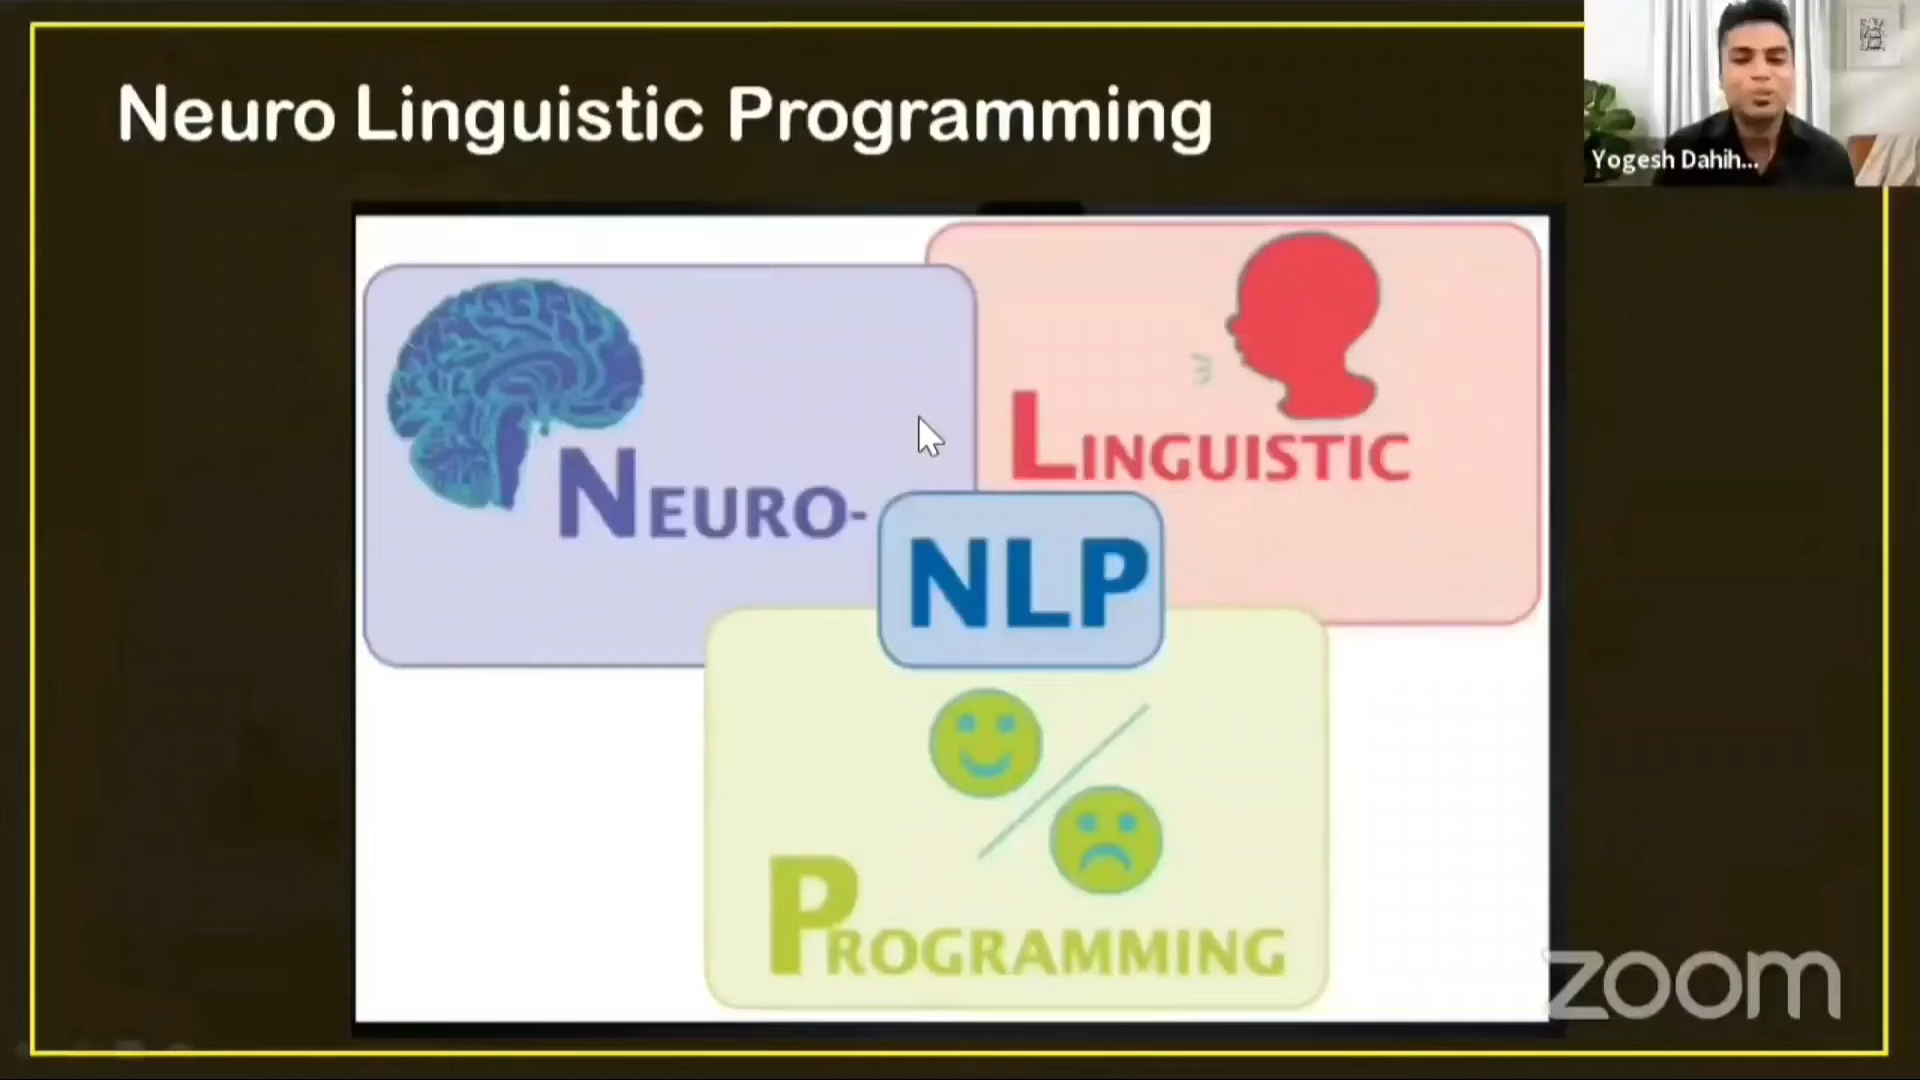 Neuro Linguistic Programming
Yogesh Dahih...
NEURO-
LINGUISTIC
NLP
PROGRAMMING
zoom